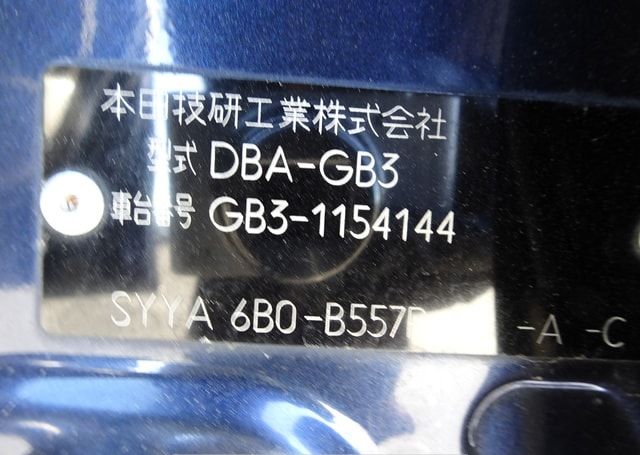 本田技研工業株式会社
型式 DBA-GB3
車台番号 GB3-1154144
SYYA 6B0-B557 -A -C